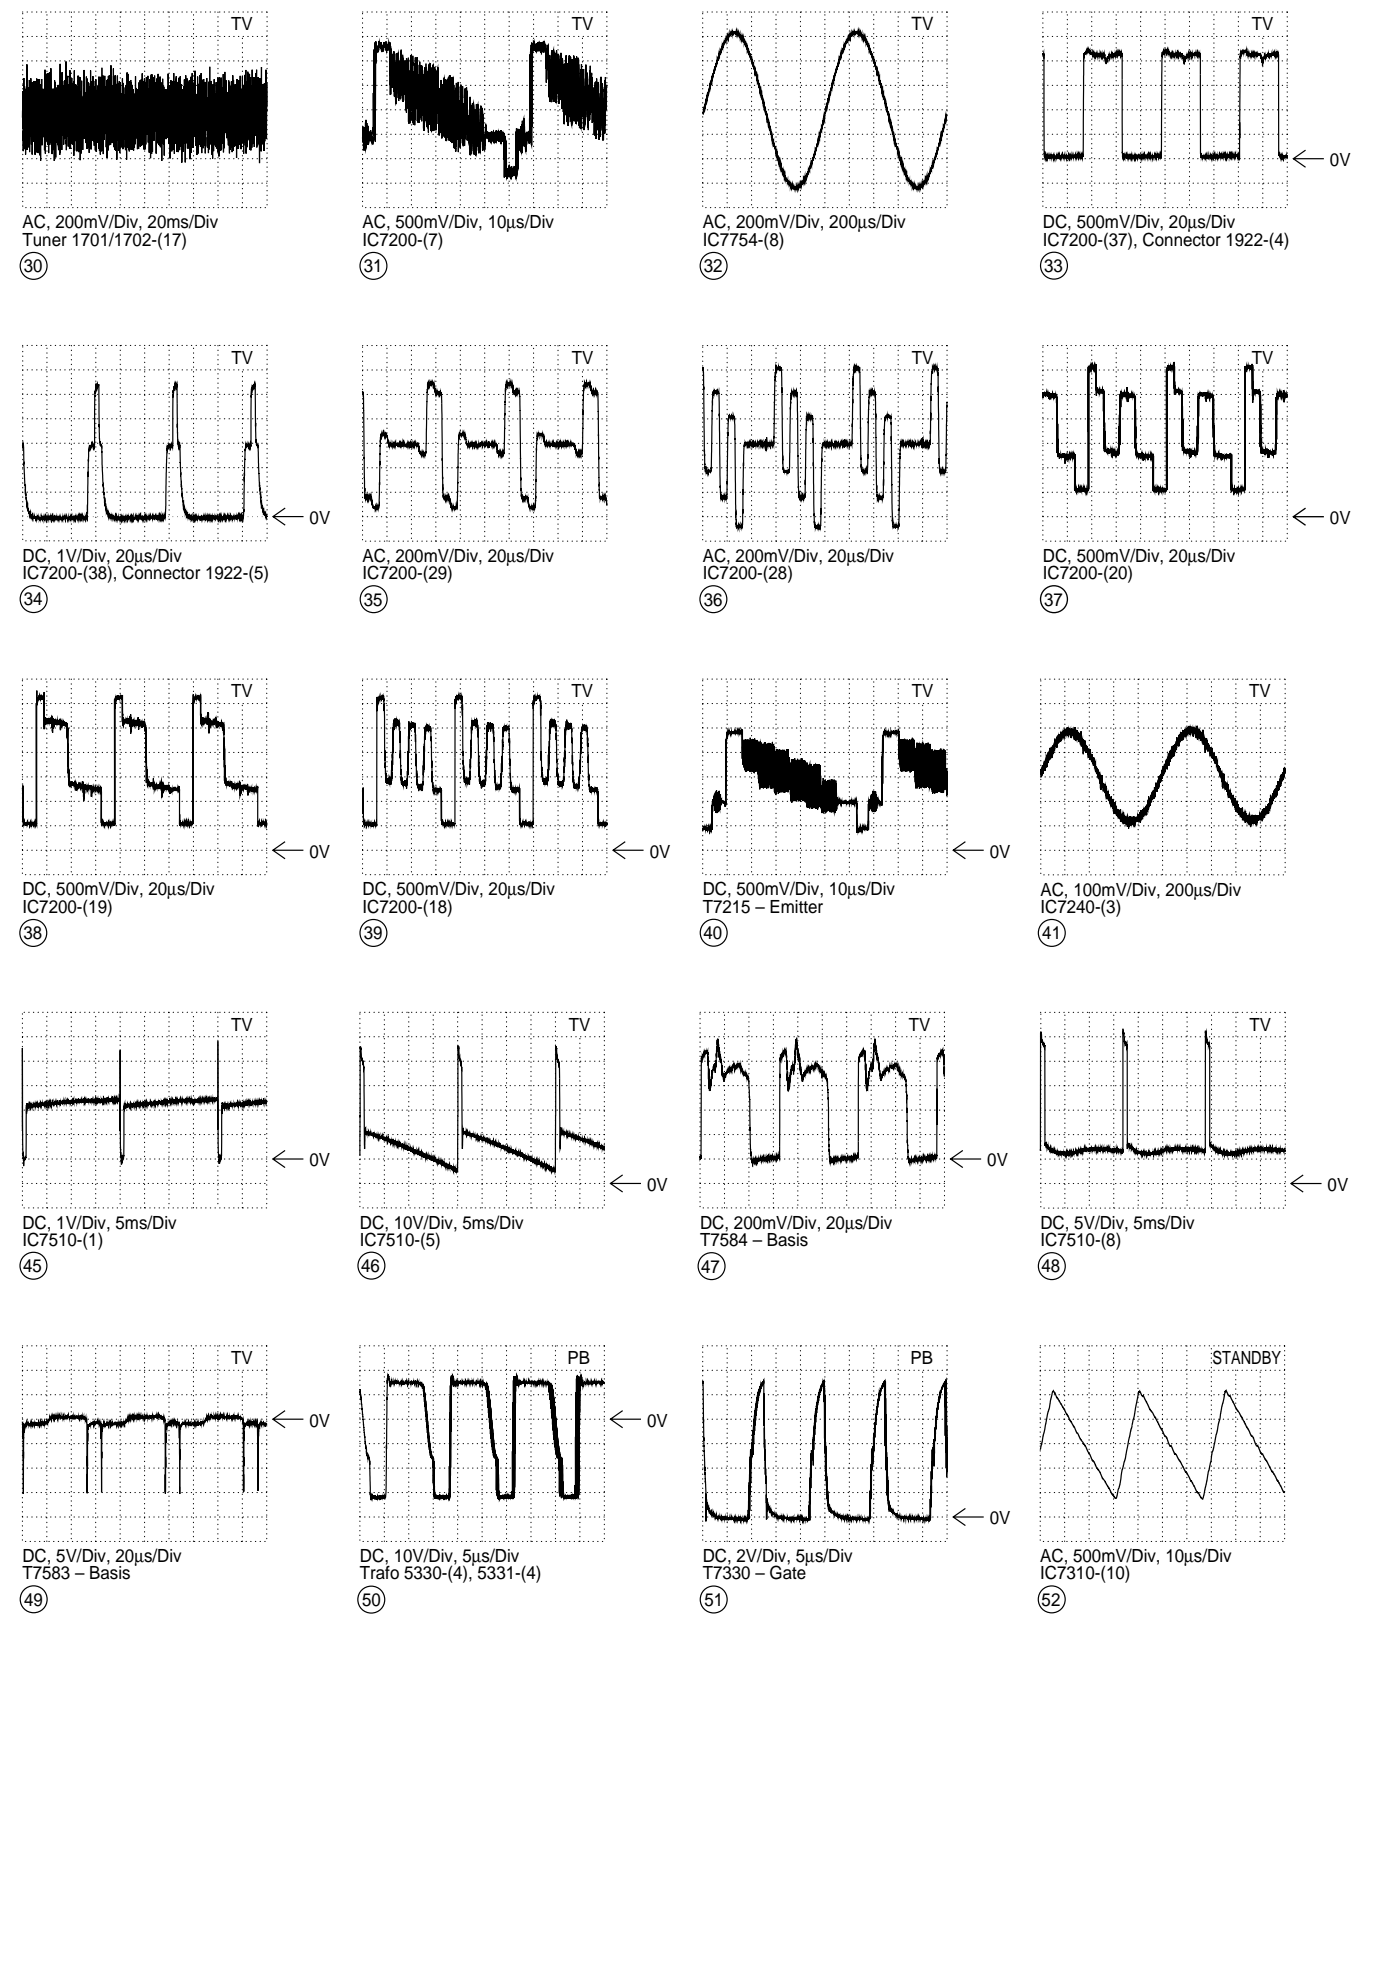 TV
AC, 200mV/Div, 20ms/Div
Tuner 1701/1702-(17)
30
TV
AC, 500mV/Div, 10µs/Div
IC7200-(7)
31
TV
AC, 200mV/Div, 200µs/Div
IC7754-(8)
32
TV
0V
DC, 500mV/Div, 20µs/Div
IC7200-(37), Connector 1922-(4)
33
TV
0V
DC, 1V/Div, 20µs/Div
IC7200-(38), Connector 1922-(5)
34
TV
AC, 200mV/Div, 20µs/Div
IC7200-(29)
35
TV
AC, 200mV/Div, 20µs/Div
IC7200-(28)
36
TV
0V
DC, 500mV/Div, 20µs/Div
IC7200-(20)
37
TV
0V
DC, 500mV/Div, 20µs/Div
IC7200-(19)
38
TV
0V
DC, 500mV/Div, 20µs/Div
IC7200-(18)
39
TV
0V
DC, 500mV/Div, 10µs/Div
T7215 – Emitter
40
TV
AC, 100mV/Div, 200µs/Div
IC7240-(3)
41
TV
0V
DC, 1V/Div, 5ms/Div
IC7510-(1)
45
TV
0V
DC, 10V/Div, 5ms/Div
IC7510-(5)
46
TV
0V
DC, 200mV/Div, 20µs/Div
T7584 – Basis
47
TV
0V
DC, 5V/Div, 5ms/Div
IC7510-(8)
48
TV
0V
DC, 5V/Div, 20µs/Div
T7583 – Basis
49
PB
0V
DC, 10V/Div, 5µs/Div
Trafo 5330-(4), 5331-(4)
50
PB
0V
DC, 2V/Div, 5µs/Div
T7330 – Gate
51
STANDBY
AC, 500mV/Div, 10µs/Div
IC7310-(10)
52